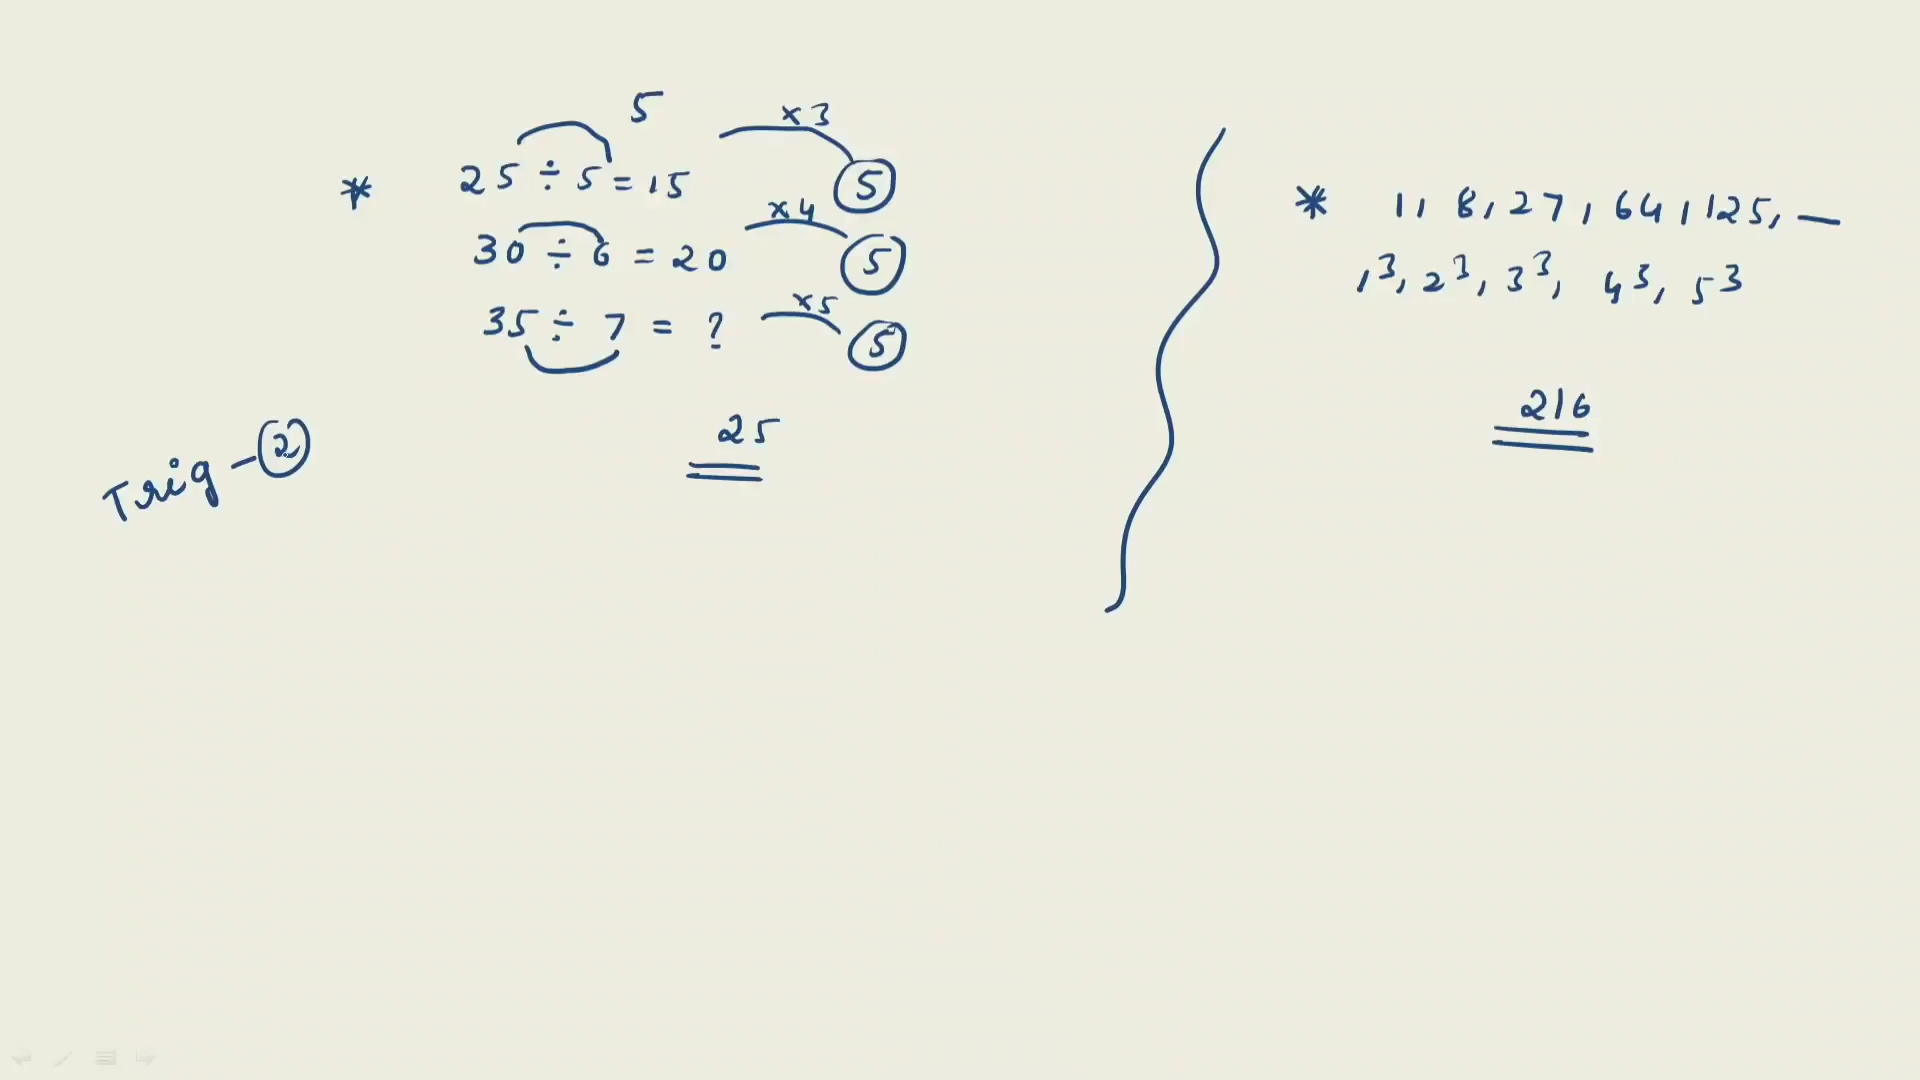 5 ×3
* 25 ÷ 5 = 15 5
×4
30 ÷ 6 = 20 5
×5
35 ÷ 7 = ? 5
25
Trig - 2
* 1, 8, 27, 64, 125, —
1³, 2³, 3³, 4³, 5³
216